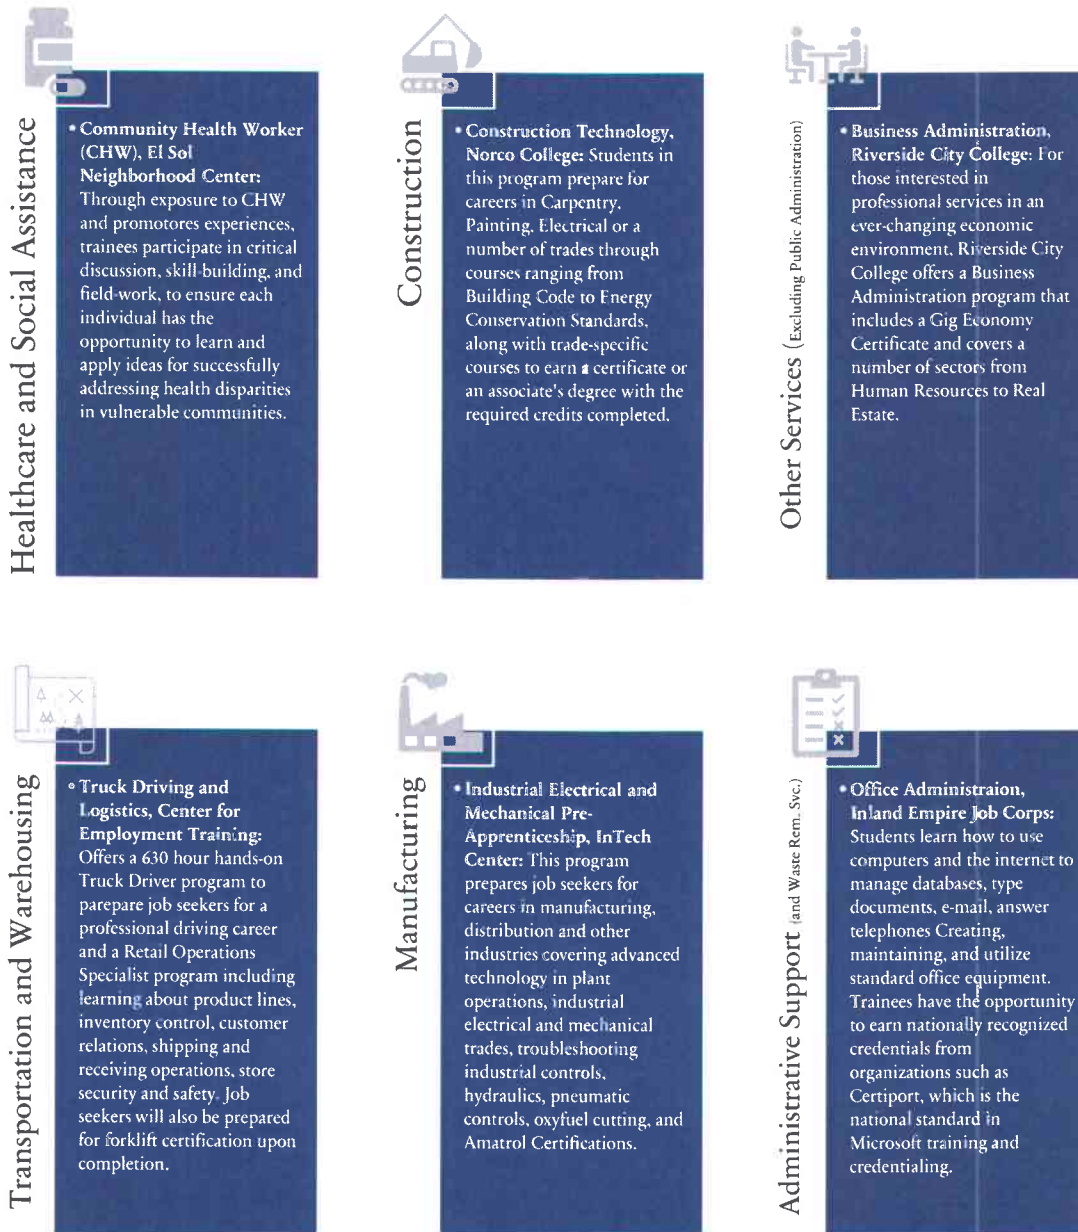 Healthcare and Social Assistance
• Community Health Worker
(CHW), El Sol
Neighborhood Center:
Through exposure to CHW
and promotores experiences,
trainees participate in critical
discussion, skill-building, and
field-work, to ensure each
individual has the
opportunity to learn and
apply ideas for successfully
addressing health disparities
in vulnerable communities.
Construction
• Construction Technology,
Norco College: Students in
this program prepare for
careers in Carpentry,
Painting, Electrical or a
number of trades through
courses ranging from
Building Code to Energy
Conservation Standards,
along with trade-specific
courses to earn a certificate or
an associate's degree with the
required credits completed.
Other Services (Excluding Public Administration)
• Business Administration,
Riverside City College: For
those interested in
professional services in an
ever-changing economic
environment, Riverside City
College offers a Business
Administration program that
includes a Gig Economy
Certificate and covers a
number of sectors from
Human Resources to Real
Estate.
Transportation and Warehousing
• Truck Driving and
Logistics, Center for
Employment Training:
Offers a 630 hour hands-on
Truck Driver program to
parepare job seekers for a
professional driving career
and a Retail Operations
Specialist program including
learning about product lines,
inventory control, customer
relations, shipping and
receiving operations, store
security and safety. Job
seekers will also be prepared
for forklift certification upon
completion.
Manufacturing
• Industrial Electrical and
Mechanical Pre-
Apprenticeship, InTech
Center: This program
prepares job seekers for
careers in manufacturing,
distribution and other
industries covering advanced
technology in plant
operations, industrial
electrical and mechanical
trades, troubleshooting
industrial controls,
hydraulics, pneumatic
controls, oxyfuel cutting, and
Amatrol Certifications.
Administrative Support (and Waste Rem. Svc.)
• Office Administraion,
Inland Empire Job Corps:
Students learn how to use
computers and the internet to
manage databases, type
documents, e-mail, answer
telephones Creating,
maintaining, and utilize
standard office equipment.
Trainees have the opportunity
to earn nationally recognized
credentials from
organizations such as
Certiport, which is the
national standard in
Microsoft training and
credentialing.